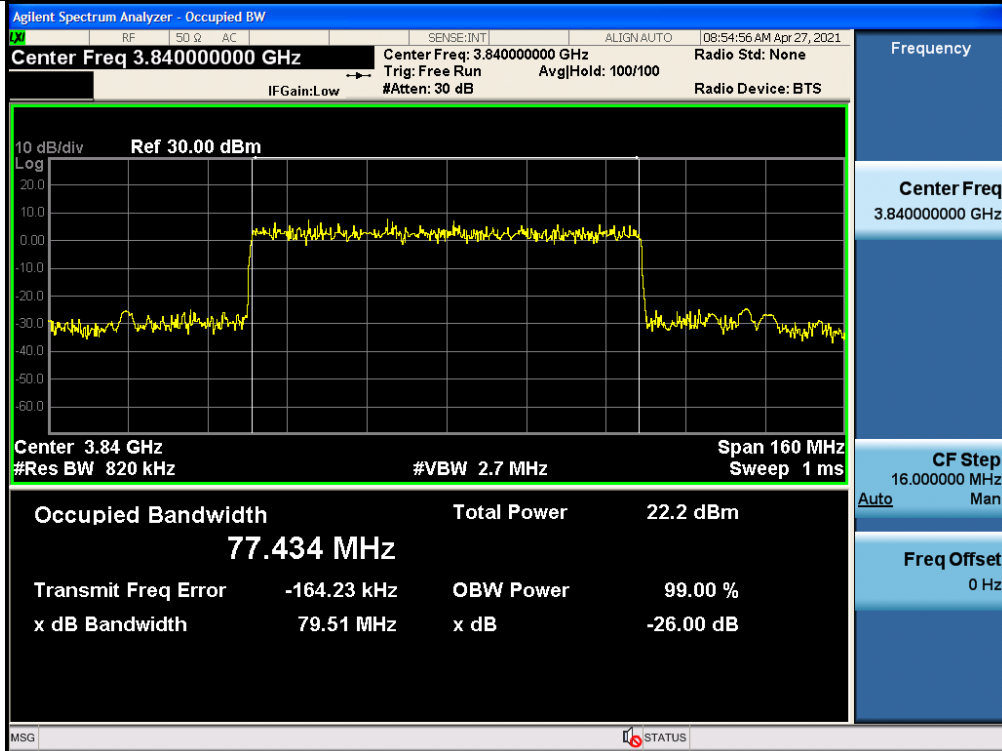 Agilent Spectrum Analyzer - Occupied BW
LXI RF 50 Ω AC SENSE:INT ALIGN AUTO 08:54:56 AM Apr 27, 2021
Center Freq 3.840000000 GHz
Center Freq: 3.840000000 GHz Radio Std: None
Trig: Free Run Avg|Hold: 100/100
IFGain:Low #Atten: 30 dB Radio Device: BTS
10 dB/div Ref 30.00 dBm
Log
20.0
10.0
0.00
-10.0
-20.0
-30.0
-40.0
-50.0
-60.0
Center 3.84 GHz Span 160 MHz
#Res BW 820 kHz #VBW 2.7 MHz Sweep 1 ms
Occupied Bandwidth Total Power 22.2 dBm
77.434 MHz
Transmit Freq Error -164.23 kHz OBW Power 99.00 %
x dB Bandwidth 79.51 MHz x dB -26.00 dB
MSG STATUS
Frequency
Center Freq
3.840000000 GHz
CF Step
16.000000 MHz
Auto Man
Freq Offset
0 Hz